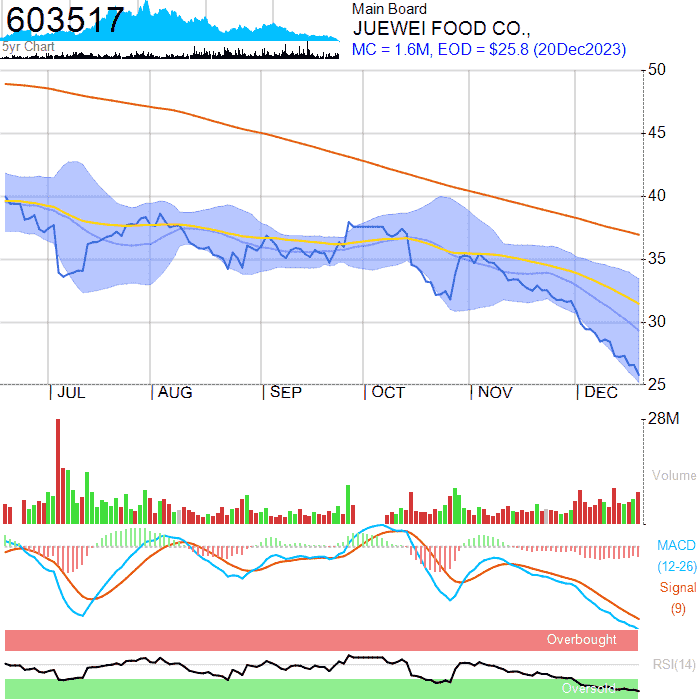 603517
5yr Chart
Main Board
JUEWEI FOOD CO.,
MC = 1.6M, EOD = $25.8 (20Dec2023)
50
45
40
35
30
25
JUL AUG SEP OCT NOV DEC
28M
Volume
MACD
(12-26)
Signal
(9)
Overbought
RSI(14)
Oversold